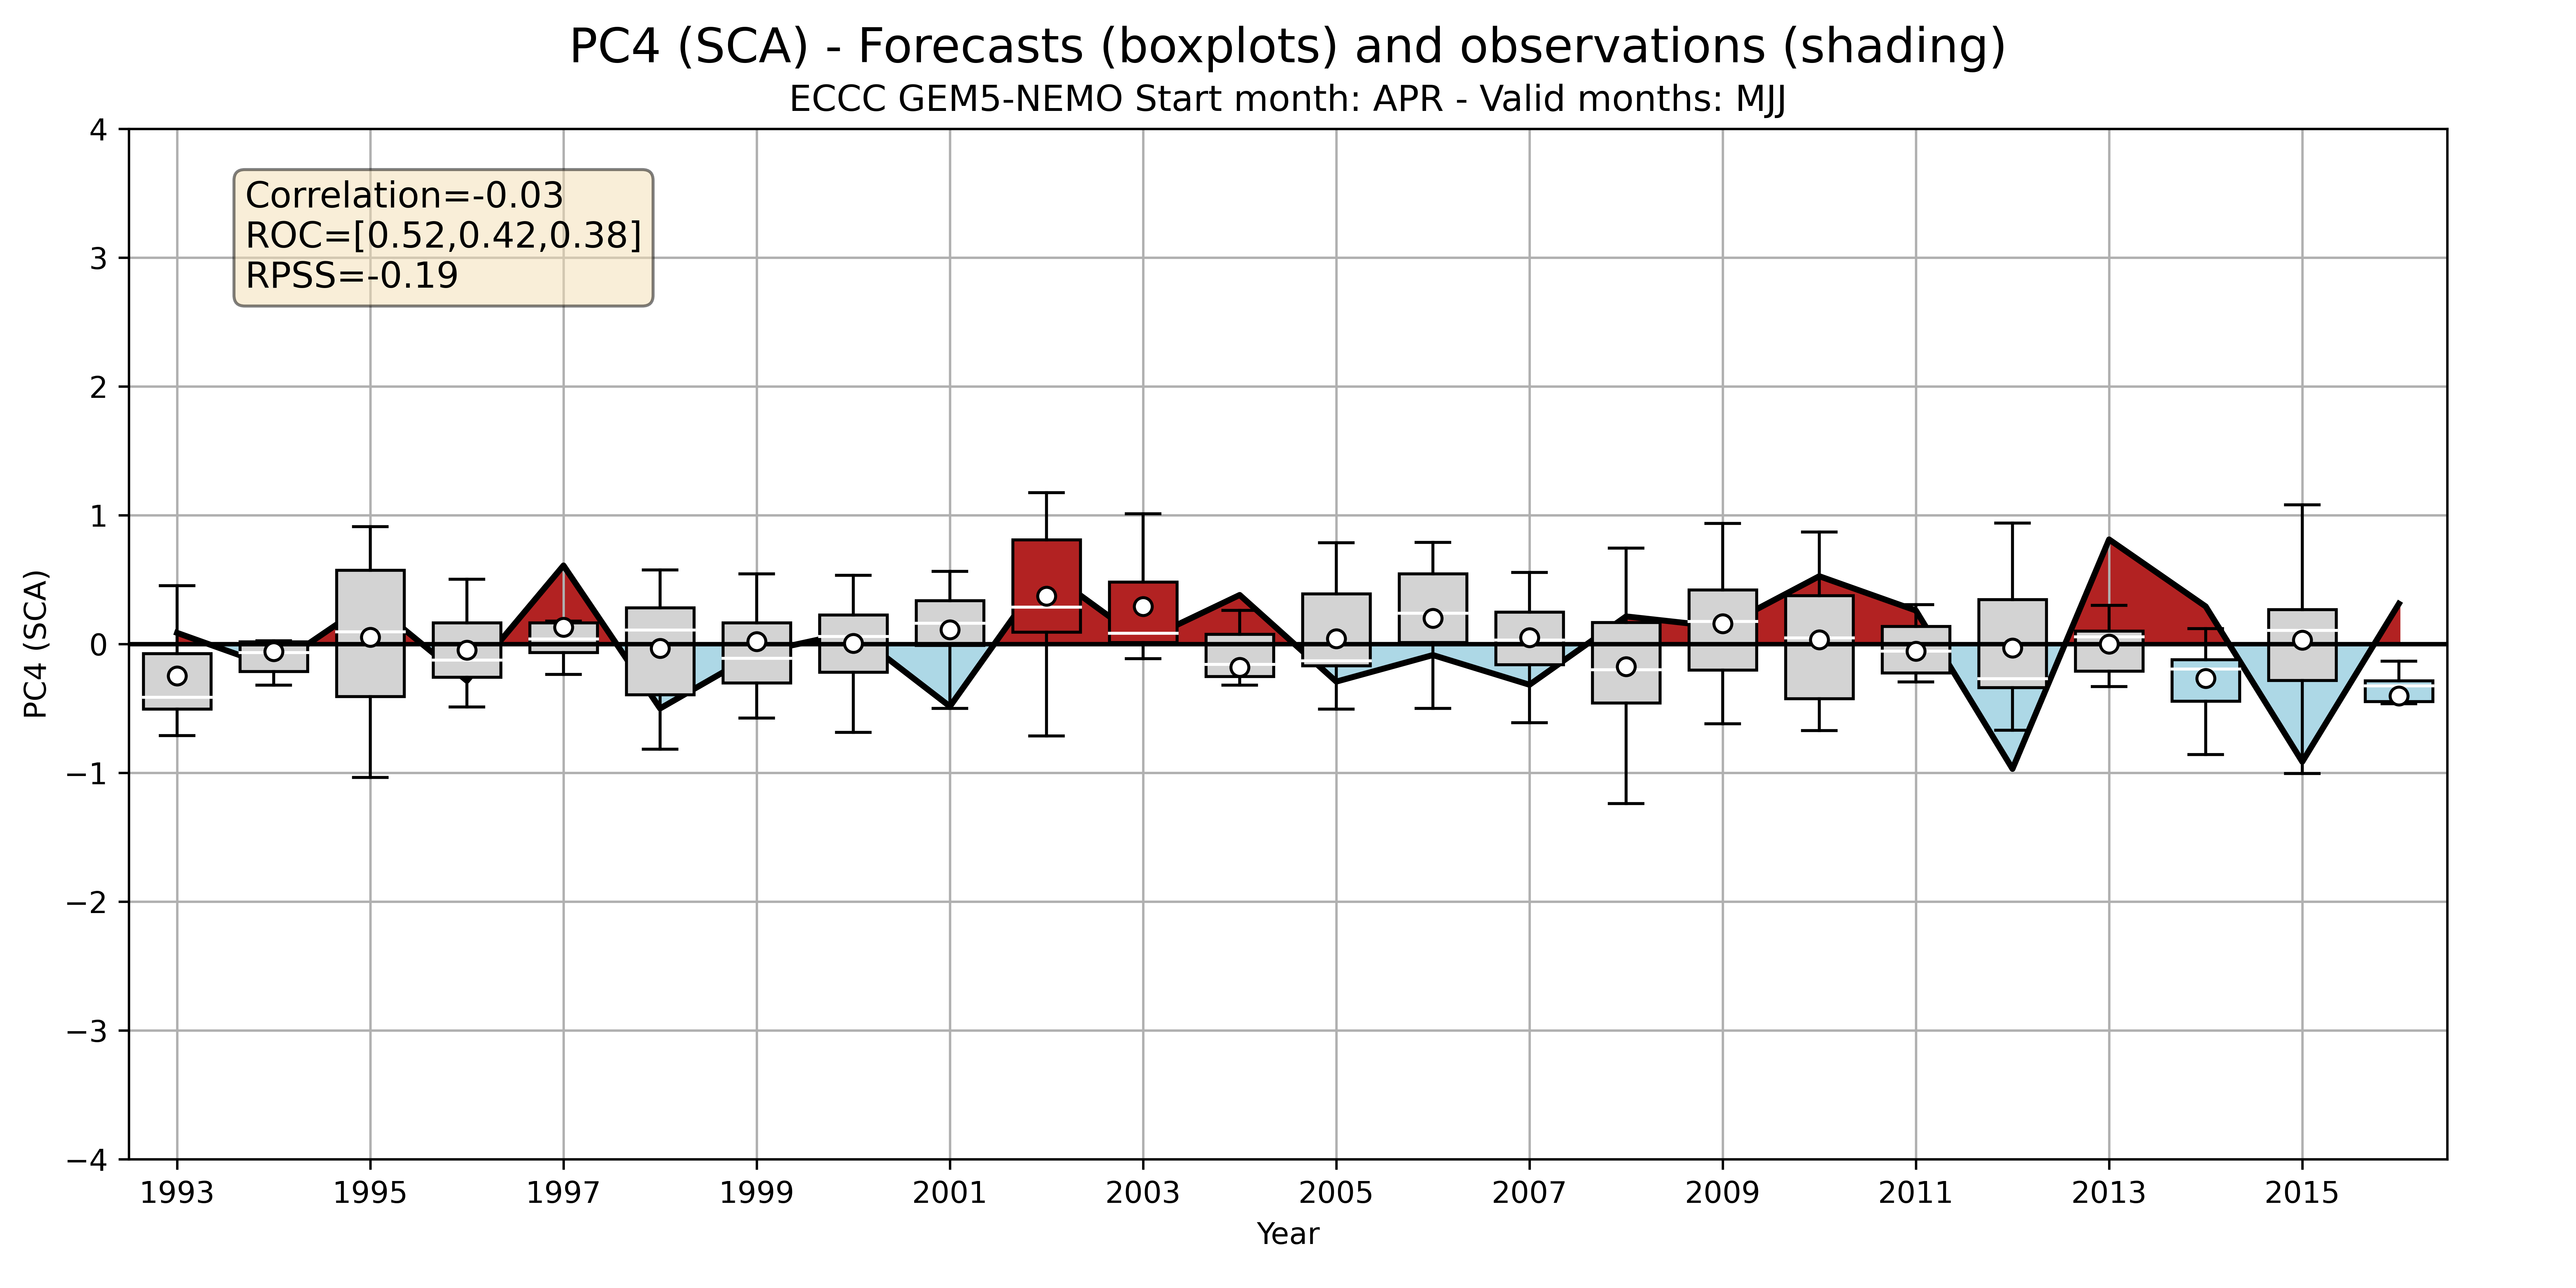 PC4 (SCA) - Forecasts (boxplots) and observations (shading)
ECCC GEM5-NEMO Start month: APR - Valid months: MJJ
Correlation=-0.03
ROC=[0.52,0.42,0.38]
RPSS=-0.19
PC4 (SCA)
4
3
2
1
0
−1
−2
−3
−4
1993 1995 1997 1999 2001 2003 2005 2007 2009 2011 2013 2015
Year